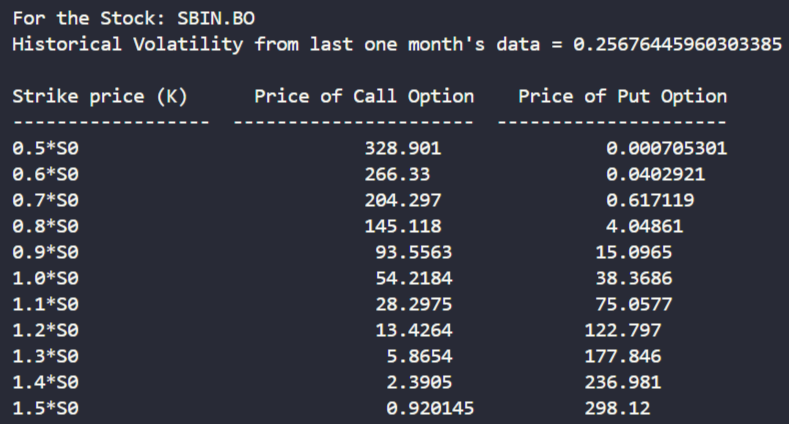 For the Stock: SBIN.BO
Historical Volatility from last one month's data = 0.25676445960303385
Strike price (K) Price of Call Option Price of Put Option
------------------ ---------------------- ---------------------
0.5*S0 328.901 0.000705301
0.6*S0 266.33 0.0402921
0.7*S0 204.297 0.617119
0.8*S0 145.118 4.04861
0.9*S0 93.5563 15.0965
1.0*S0 54.2184 38.3686
1.1*S0 28.2975 75.0577
1.2*S0 13.4264 122.797
1.3*S0 5.8654 177.846
1.4*S0 2.3905 236.981
1.5*S0 0.920145 298.12